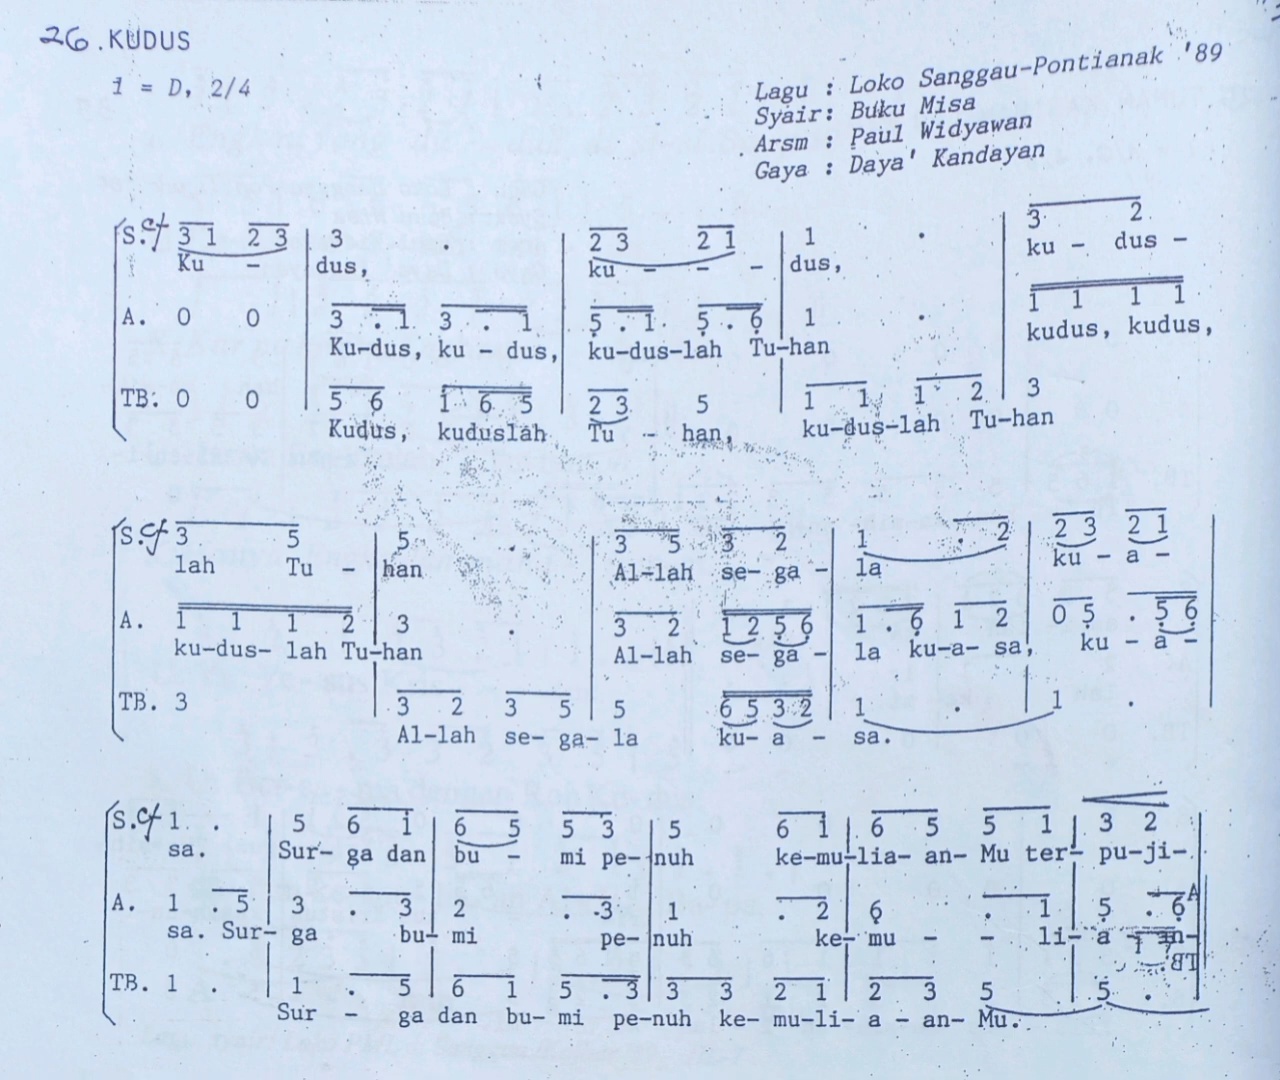 26. KUDUS
1 = D, 2/4
Lagu : Loko Sanggau-Pontianak '89
Syair: Buku Misa
Arsm : Paul Widyawan
Gaya : Daya' Kandayan
S. 3 1 2 3 | 3 | 2 3 2 1 | 1 . | 3 2
Ku dus, ku - - - dus, ku - dus -
A. 0 0 | 3 . 1 3 . 1 | 5 . 1 5 . 6 | 1 . | 1 1 1 1
Ku-dus, ku - dus, ku-dus-lah Tu-han kudus, kudus,
TB. 0 0 | 5 6 1 6 5 | 2 3 5 | 1 1 1 2 | 3
Kudus, kuduslah Tu - han, ku-dus-lah Tu-han
S. 3 5 | 5 . | 3 5 3 2 | 1 . 2 | 2 3 2 1 |
lah Tu - han Al-lah se- ga - la ku - a -
A. 1 1 1 2 | 3 . | 3 2 1 2 5 6 | 1 . 6 1 2 | 0 5 . 5 6 |
ku-dus- lah Tu-han Al-lah se- ga - la ku-a- sa, ku - a -
TB. 3 | 3 2 3 5 | 5 6 5 3 2 | 1 . | 1 . |
Al-lah se- ga- la ku- a - sa.
S. 1 . | 5 6 1 | 6 5 5 3 | 5 6 1 | 6 5 5 1 | 3 2 |
sa. Sur- ga dan bu - mi pe- nuh ke-mu-lia- an- Mu ter- pu-ji-
A. 1 . 5 | 3 . 3 | 2 . 3 | 1 . 2 | 6 . 1 | 5 . 6 | A
sa. Sur- ga bu- mi pe- nuh ke- mu - - li- a - an-
TB
TB. 1 . | 1 . 5 | 6 1 5 . 3 | 3 3 2 1 | 2 3 5 | 5 . |
Sur - ga dan bu- mi pe-nuh ke- mu-li- a - an- Mu.